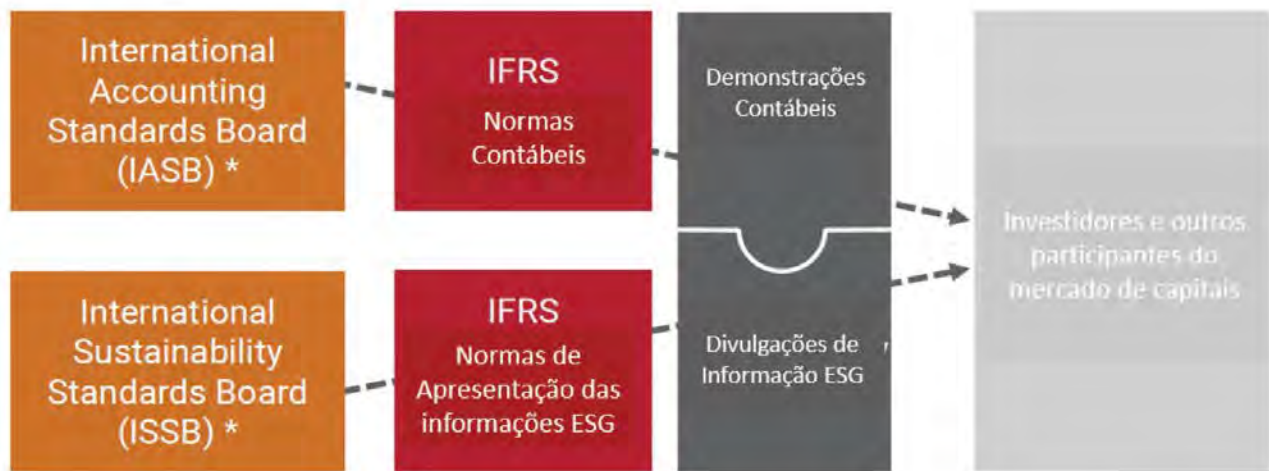 International
Accounting
Standards Board
(IASB) *
IFRS
Normas
Contábeis
Demonstrações
Contábeis
Investidores e outros
participantes do
mercado de capitais
International
Sustainability
Standards Board
(ISSB) *
IFRS
Normas de
Apresentação das
informações ESG
Divulgações de
Informação ESG